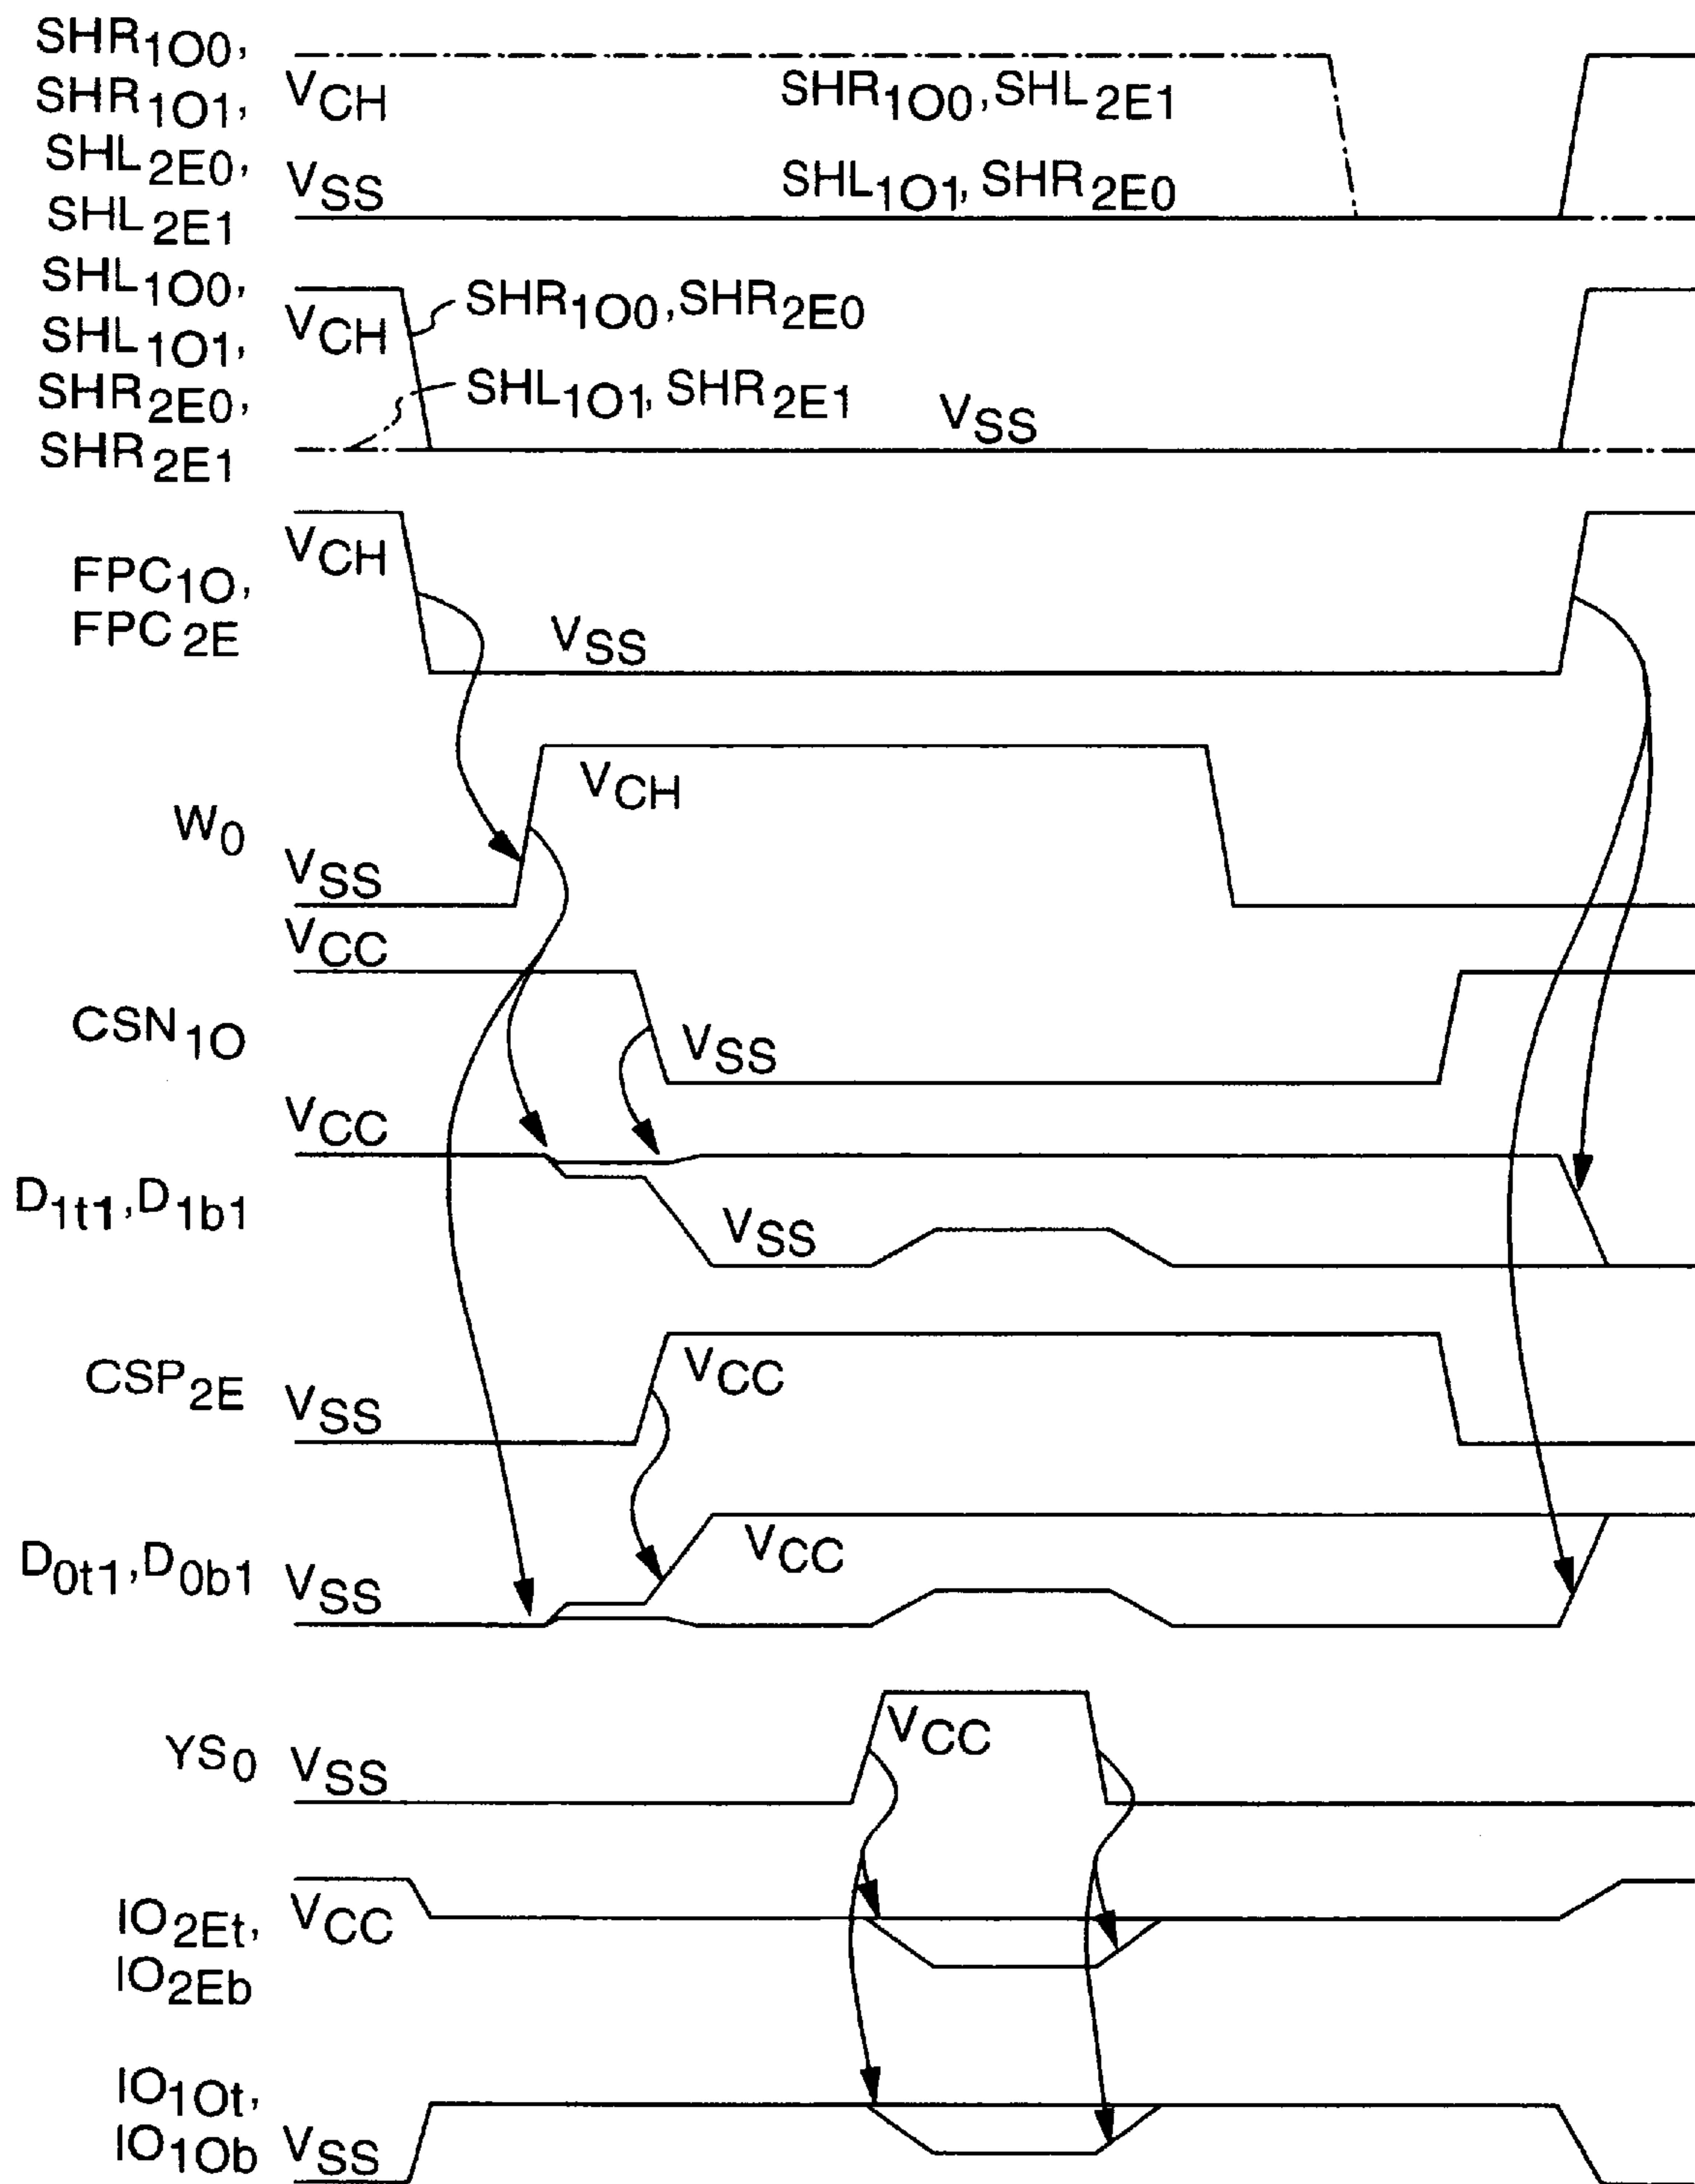 SHR1O0,
SHR1O1, VCH SHR1O0,SHL2E1
SHL2E0,
VSS SHL1O1, SHR2E0
SHL2E1
SHL1O0,
SHR1O0,SHR2E0
SHL1O1, VCH
SHR2E0, SHL1O1, SHR2E1
VSS
SHR2E1
VCH
FPC1O,
FPC2E VSS
VCH
W0
VSS
VCC
CSN1O VSS
VCC
D1t1,D1b1 VSS
CSP2E VCC
VSS
D0t1,D0b1 VSS VCC
YS0 VSS VCC
IO2Et, VCC
IO2Eb
IO1Ot,
IO1Ob VSS